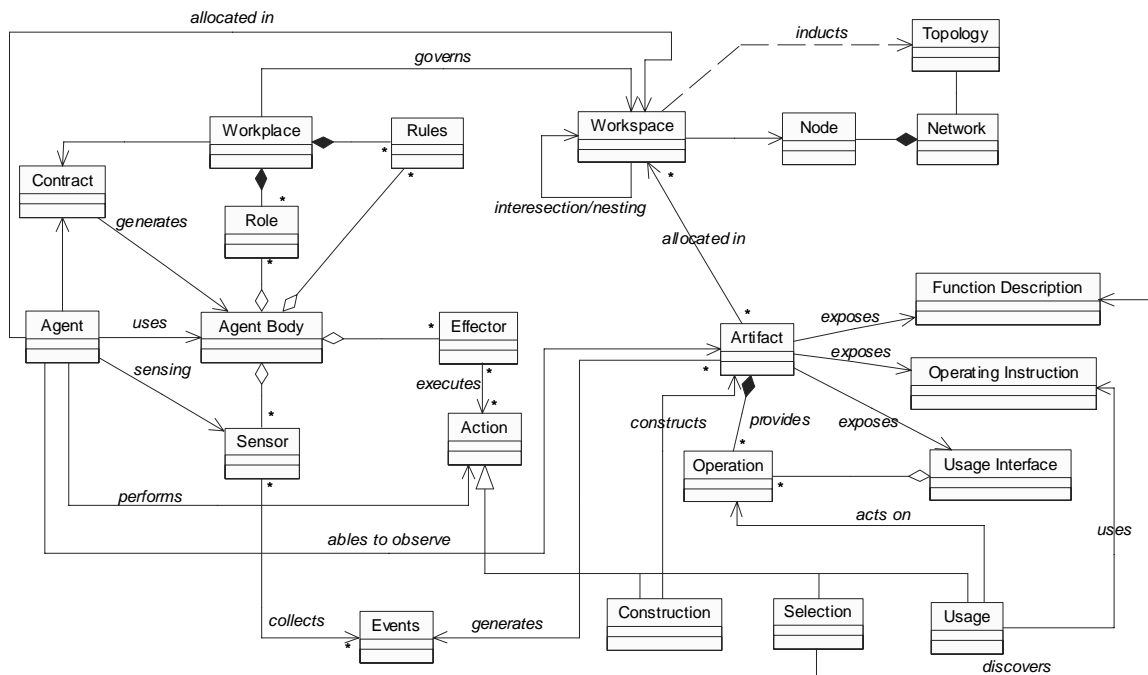 allocated in
inducts
Topology
governs
Workplace
Rules
Workspace
Node
Network
*
*
Contract
*
*
*
generates
Role
interesection/nesting
*
allocated in
Function Description
*
Agent
uses
Agent Body
*
Effector
Artifact
exposes
exposes
sensing
*
*
Operating Instruction
executes
*
constructs
provides
exposes
*
Sensor
Action
*
Operation
Usage Interface
*
*
performs
acts on
uses
ables to observe
collects
Events
generates
Construction
Selection
Usage
*
discovers